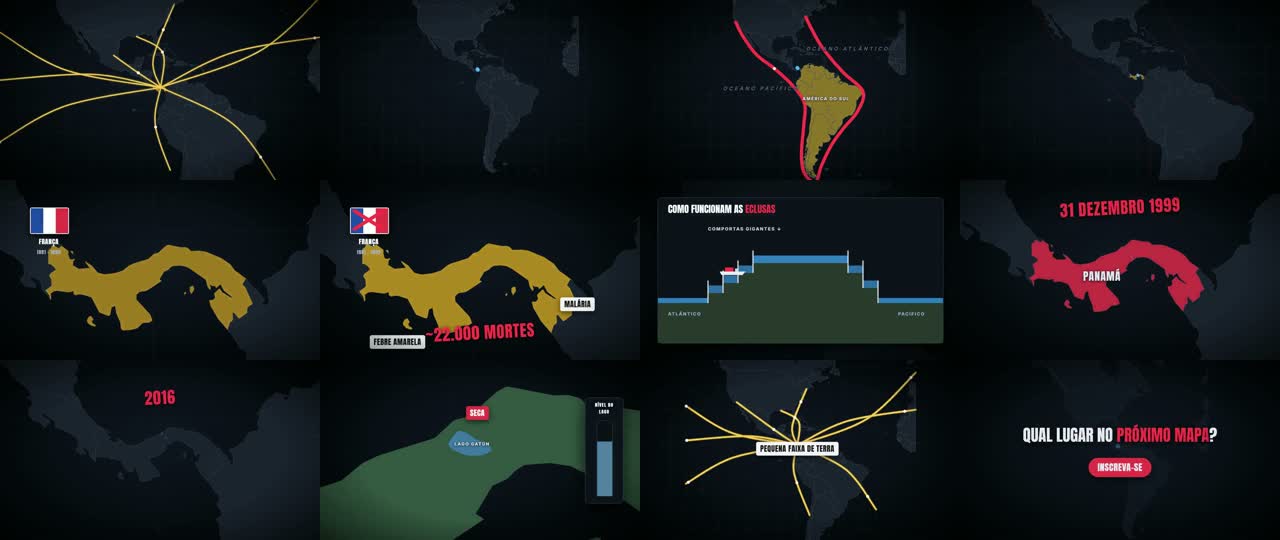 OCEANO ATLÂNTICO
OCEANO PACÍFICO
AMÉRICA DO SUL
FRANÇA
FRANÇA
MALÁRIA
~22.000 MORTES
FEBRE AMARELA
COMO FUNCIONAM AS ECLUSAS
COMPORTAS GIGANTES ↓
ATLÂNTICO
PACIFICO
31 DEZEMBRO 1999
PANAMÁ
2016
SECA
LAGO GATÚN
NÍVEL DO
LAGO
PEQUENA FAIXA DE TERRA
QUAL LUGAR NO PRÓXIMO MAPA?
INSCREVA-SE